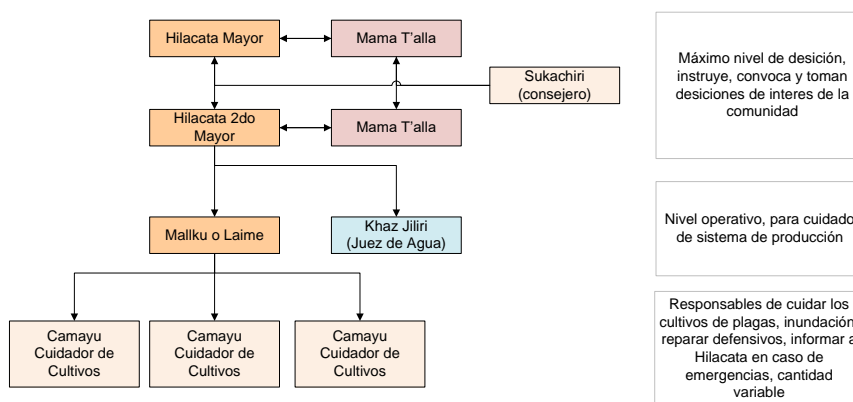 Hilacata Mayor
Mama T'alla
Sukachiri
(consejero)
Hilacata 2do
Mayor
Mama T'alla
Mallku o Laime
Khaz Jiliri
(Juez de Agua)
Camayu
Cuidador de
Cultivos
Camayu
Cuidador de
Cultivos
Camayu
Cuidador de
Cultivos
Máximo nivel de desición,
instruye, convoca y toman
desiciones de interes de la
comunidad
Nivel operativo, para cuidado
de sistema de producción
Responsables de cuidar los
cultivos de plagas, inundación,
reparar defensivos, informar a
Hilacata en caso de
emergencias, cantidad
variable